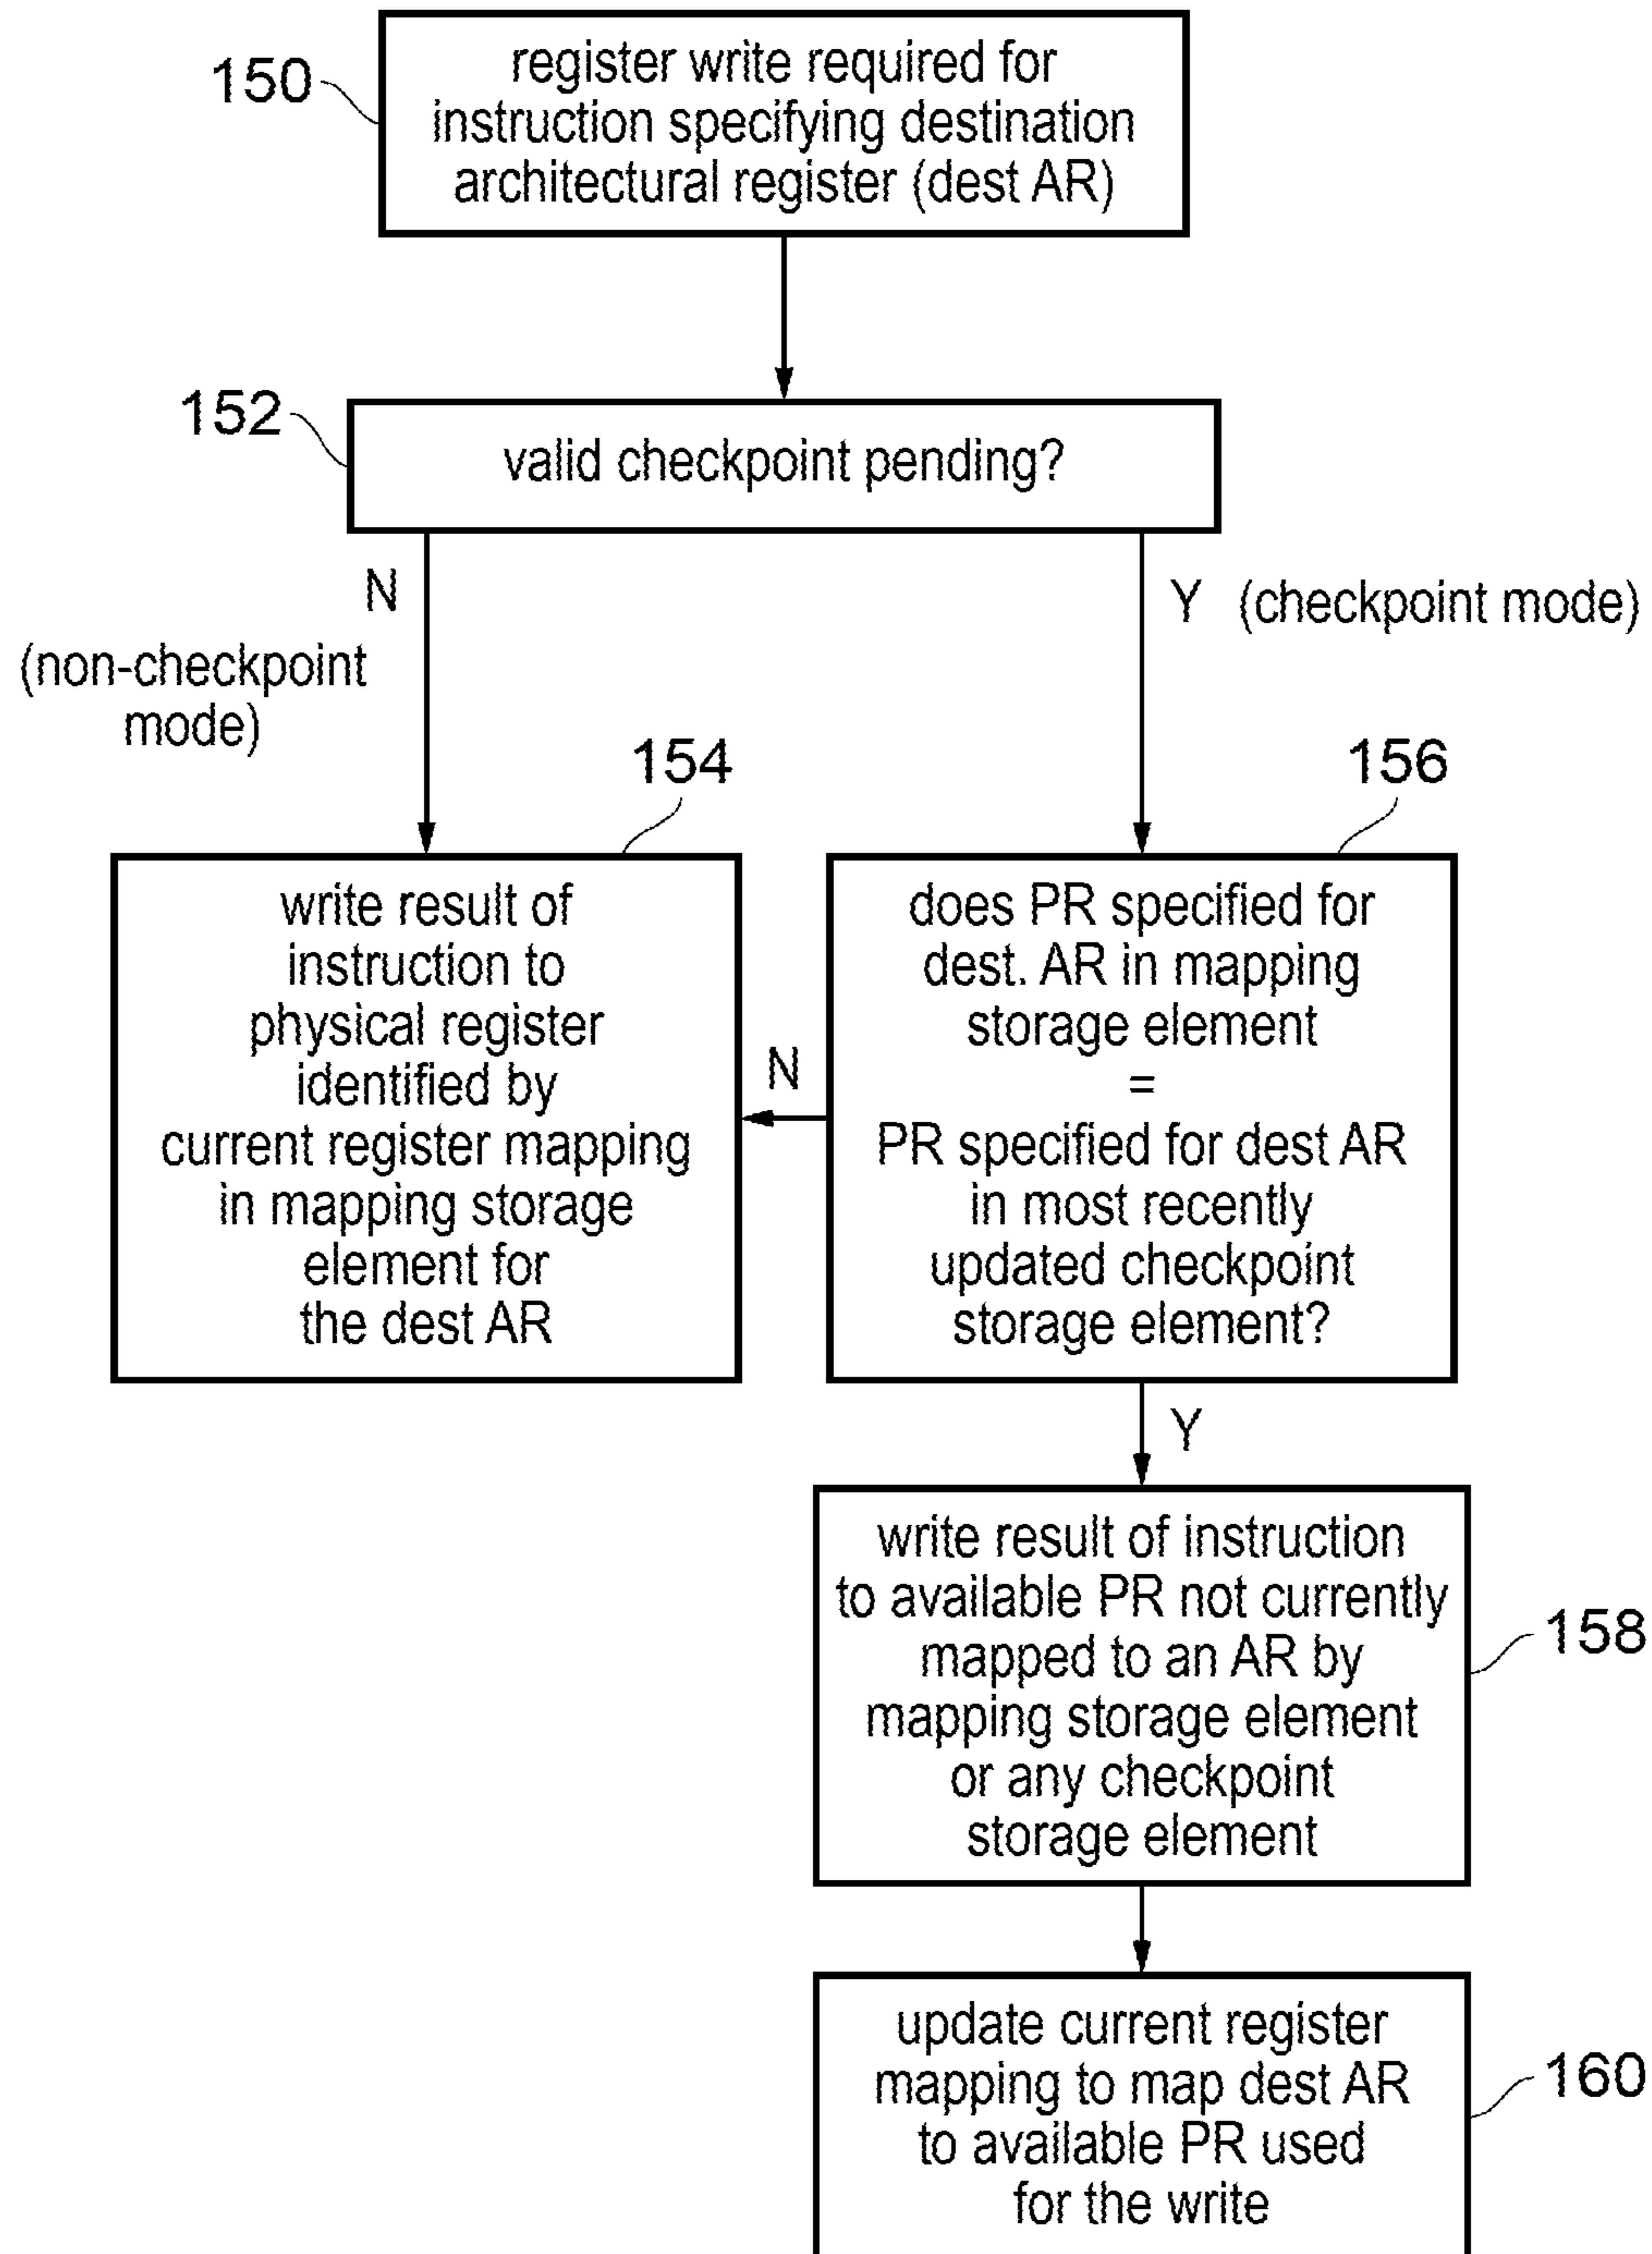 150
register write required for
instruction specifying destination
architectural register (dest AR)
152
valid checkpoint pending?
N
(non-checkpoint
mode)
Y (checkpoint mode)
154
write result of
instruction to
physical register
identified by
current register mapping
in mapping storage
element for
the dest AR
156
does PR specified for
dest. AR in mapping
storage element
=
PR specified for dest AR
in most recently
updated checkpoint
storage element?
N
Y
write result of instruction
to available PR not currently
mapped to an AR by
mapping storage element
or any checkpoint
storage element
158
update current register
mapping to map dest AR
to available PR used
for the write
160